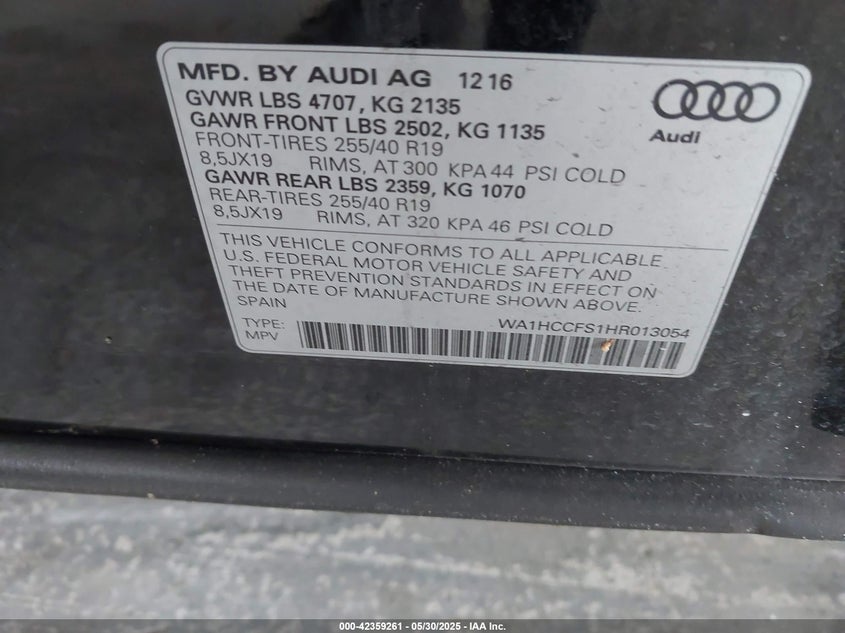 MFD. BY AUDI AG 12 16
GVWR LBS 4707, KG 2135
GAWR FRONT LBS 2502, KG 1135
FRONT-TIRES 255/40 R19
8,5JX19 RIMS, AT 300 KPA 44 PSI COLD
GAWR REAR LBS 2359, KG 1070
REAR-TIRES 255/40 R19
8,5JX19 RIMS, AT 320 KPA 46 PSI COLD
Audi
THIS VEHICLE CONFORMS TO ALL APPLICABLE
U.S. FEDERAL MOTOR VEHICLE SAFETY AND
THEFT PREVENTION STANDARDS IN EFFECT ON
THE DATE OF MANUFACTURE SHOWN ABOVE.
SPAIN
WA1HCCFS1HR013054
TYPE:
MPV
000-42359261 - 05/30/2025 - IAA Inc.